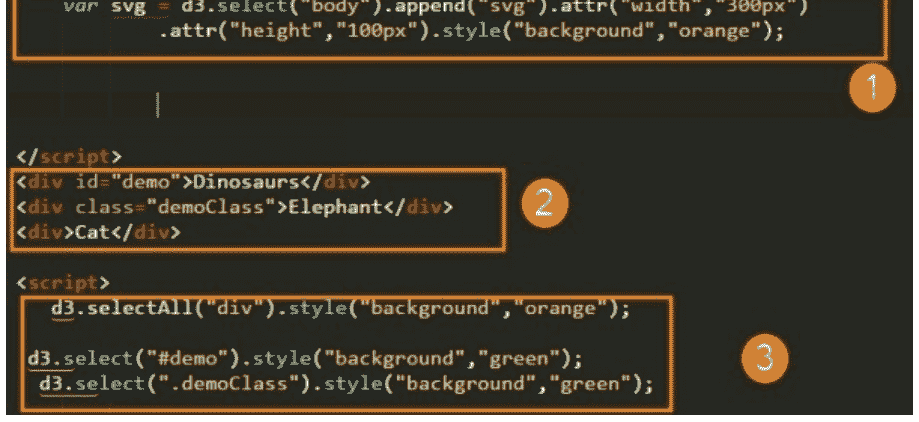 var svg = d3.select("body").append("svg").attr("width","300px")
.attr("height","100px").style("background","orange");
1
</script>
<div id="demo">Dinosaurs</div>
<div class="demoClass">Elephant</div>
2
<div>Cat</div>
<script>
d3.selectAll("div").style("background","orange");
d3.select("#demo").style("background","green");
3
d3.select(".demoClass").style("background","green");